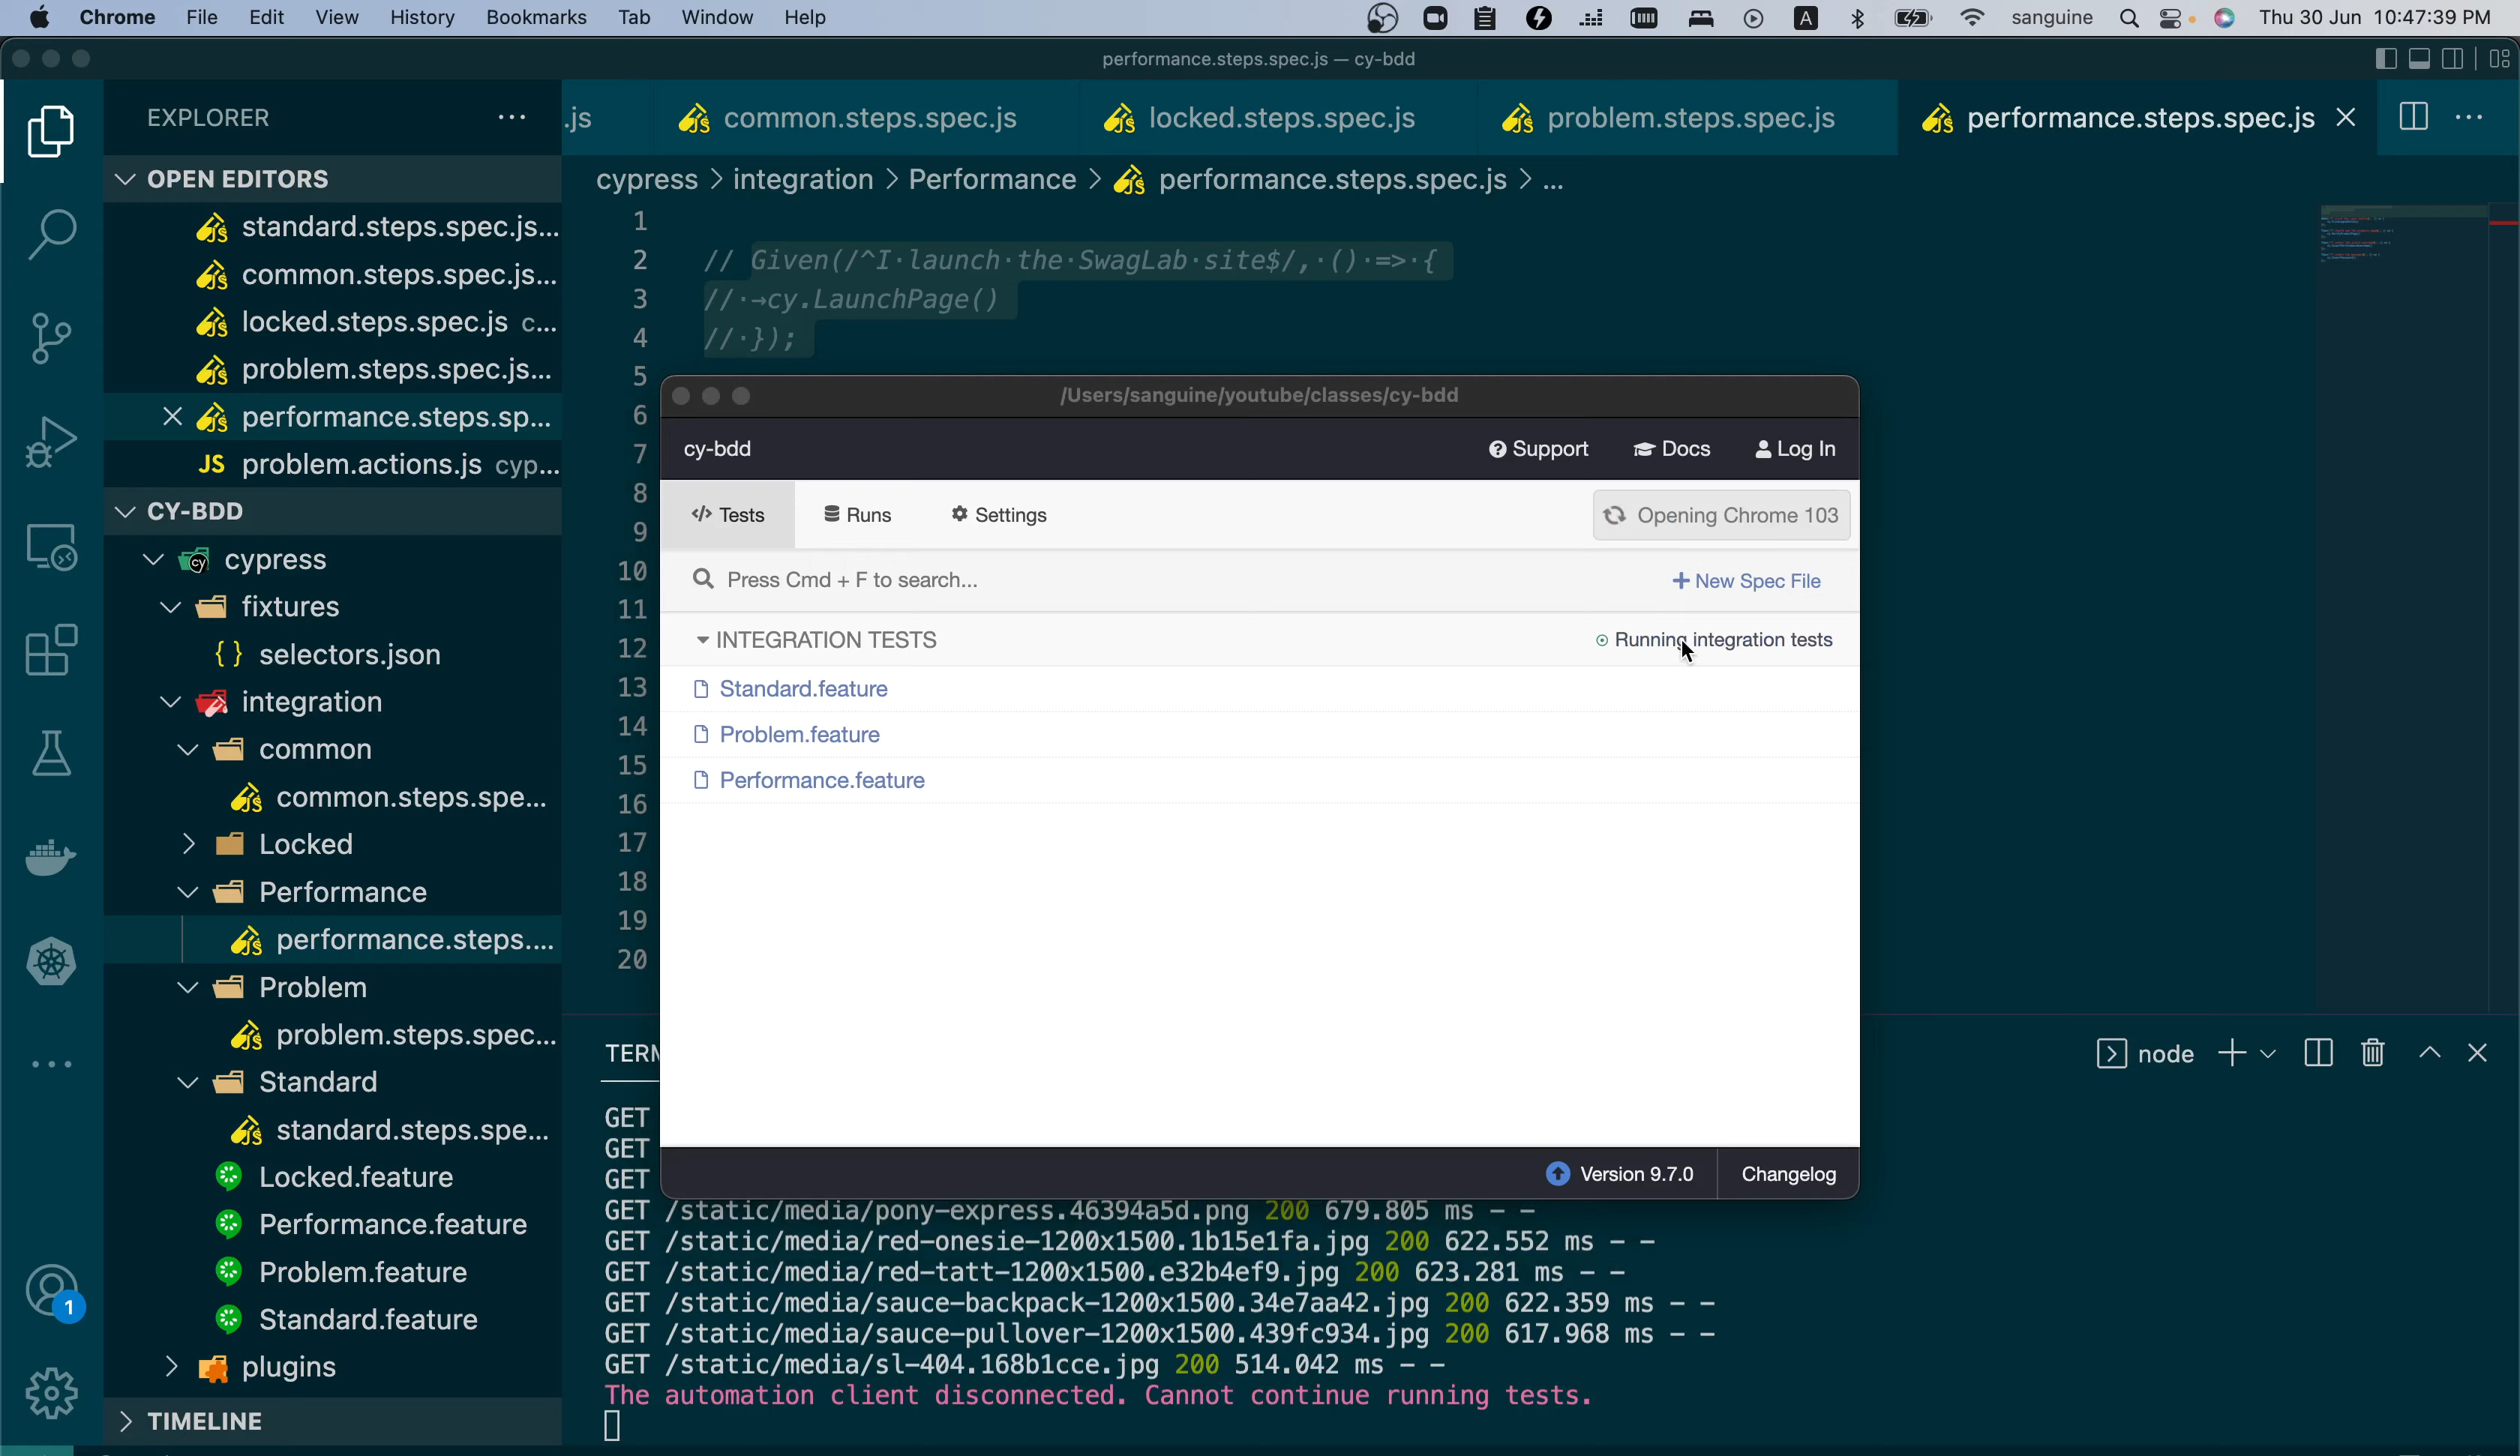 Chrome File Edit View History Bookmarks Tab Window Help
A sanguine Thu 30 Jun 10:47:39 PM
performance.steps.spec.js — cy-bdd
EXPLORER
OPEN EDITORS
standard.steps.spec.js...
common.steps.spec.js...
locked.steps.spec.js c...
problem.steps.spec.js...
performance.steps.sp...
JS problem.actions.js cyp...
CY-BDD
cypress
fixtures
{ } selectors.json
integration
common
common.steps.spe...
Locked
Performance
performance.steps....
Problem
problem.steps.spec...
Standard
standard.steps.spe...
Locked.feature
Performance.feature
Problem.feature
Standard.feature
plugins
TIMELINE
1
.js common.steps.spec.js locked.steps.spec.js problem.steps.spec.js performance.steps.spec.js
cypress > integration > Performance > performance.steps.spec.js > ...
1
2 // Given(/^I·launch·the·SwagLab·site$/,·()·=>·{
3 //·→cy.LaunchPage()
4 //·});
5
6
7
8
9
10
11
12
13
14
15
16
17
18
19
20
/Users/sanguine/youtube/classes/cy-bdd
cy-bdd Support Docs Log In
</> Tests Runs Settings Opening Chrome 103
Press Cmd + F to search... + New Spec File
INTEGRATION TESTS Running integration tests
Standard.feature
Problem.feature
Performance.feature
Version 9.7.0 Changelog
TERM
node
GET
GET
GET
GET /static/media/pony-express.46394a5d.png 200 679.805 ms - -
GET /static/media/red-onesie-1200x1500.1b15e1fa.jpg 200 622.552 ms - -
GET /static/media/red-tatt-1200x1500.e32b4ef9.jpg 200 623.281 ms - -
GET /static/media/sauce-backpack-1200x1500.34e7aa42.jpg 200 622.359 ms - -
GET /static/media/sauce-pullover-1200x1500.439fc934.jpg 200 617.968 ms - -
GET /static/media/sl-404.168b1cce.jpg 200 514.042 ms - -
The automation client disconnected. Cannot continue running tests.